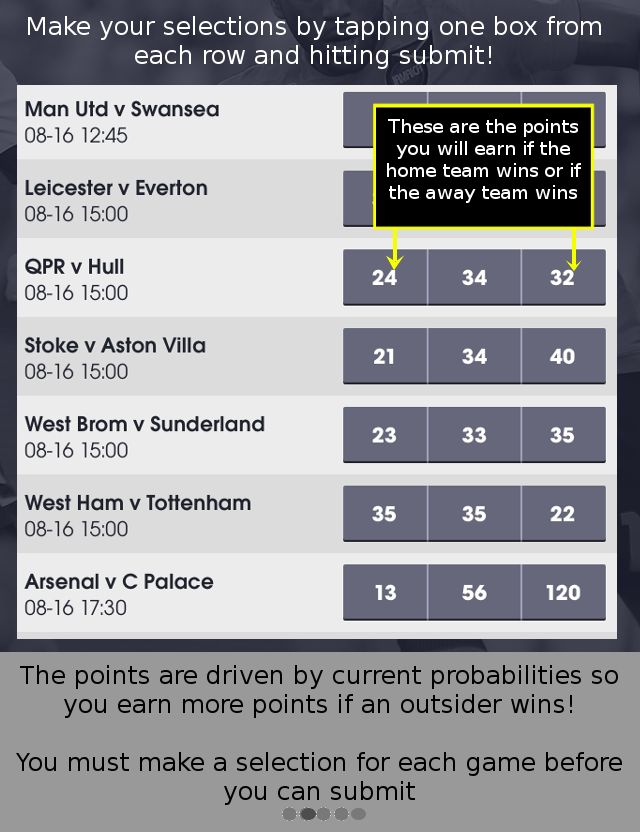 Make your selections by tapping one box from
each row and hitting submit!
Man Utd v Swansea
08-16 12:45
These are the points
you will earn if the
home team wins or if
the away team wins
Leicester v Everton
08-16 15:00
QPR v Hull
08-16 15:00
24 34 32
Stoke v Aston Villa
08-16 15:00
21 34 40
West Brom v Sunderland
08-16 15:00
23 33 35
West Ham v Tottenham
08-16 15:00
35 35 22
Arsenal v C Palace
08-16 17:30
13 56 120
The points are driven by current probabilities so
you earn more points if an outsider wins!
You must make a selection for each game before
you can submit